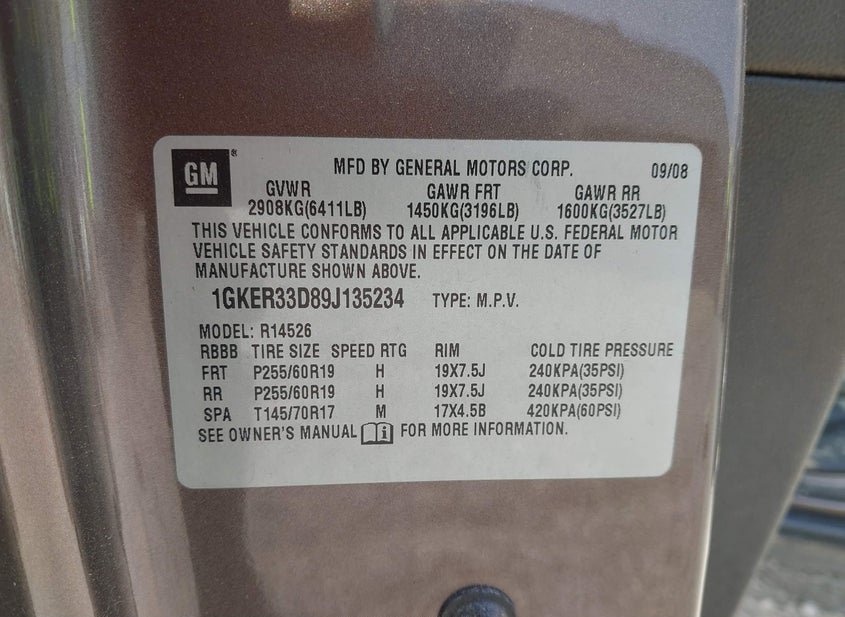 GM ® MFD BY GENERAL MOTORS CORP. 09/08
GVWR GAWR FRT GAWR RR
2908KG(6411LB) 1450KG(3196LB) 1600KG(3527LB)
THIS VEHICLE CONFORMS TO ALL APPLICABLE U.S. FEDERAL MOTOR
VEHICLE SAFETY STANDARDS IN EFFECT ON THE DATE OF
MANUFACTURE SHOWN ABOVE.
1GKER33D89J135234 TYPE: M.P.V.
MODEL: R14526
RBBB TIRE SIZE SPEED RTG RIM COLD TIRE PRESSURE
FRT P255/60R19 H 19X7.5J 240KPA(35PSI)
RR P255/60R19 H 19X7.5J 240KPA(35PSI)
SPA T145/70R17 M 17X4.5B 420KPA(60PSI)
SEE OWNER'S MANUAL i FOR MORE INFORMATION.